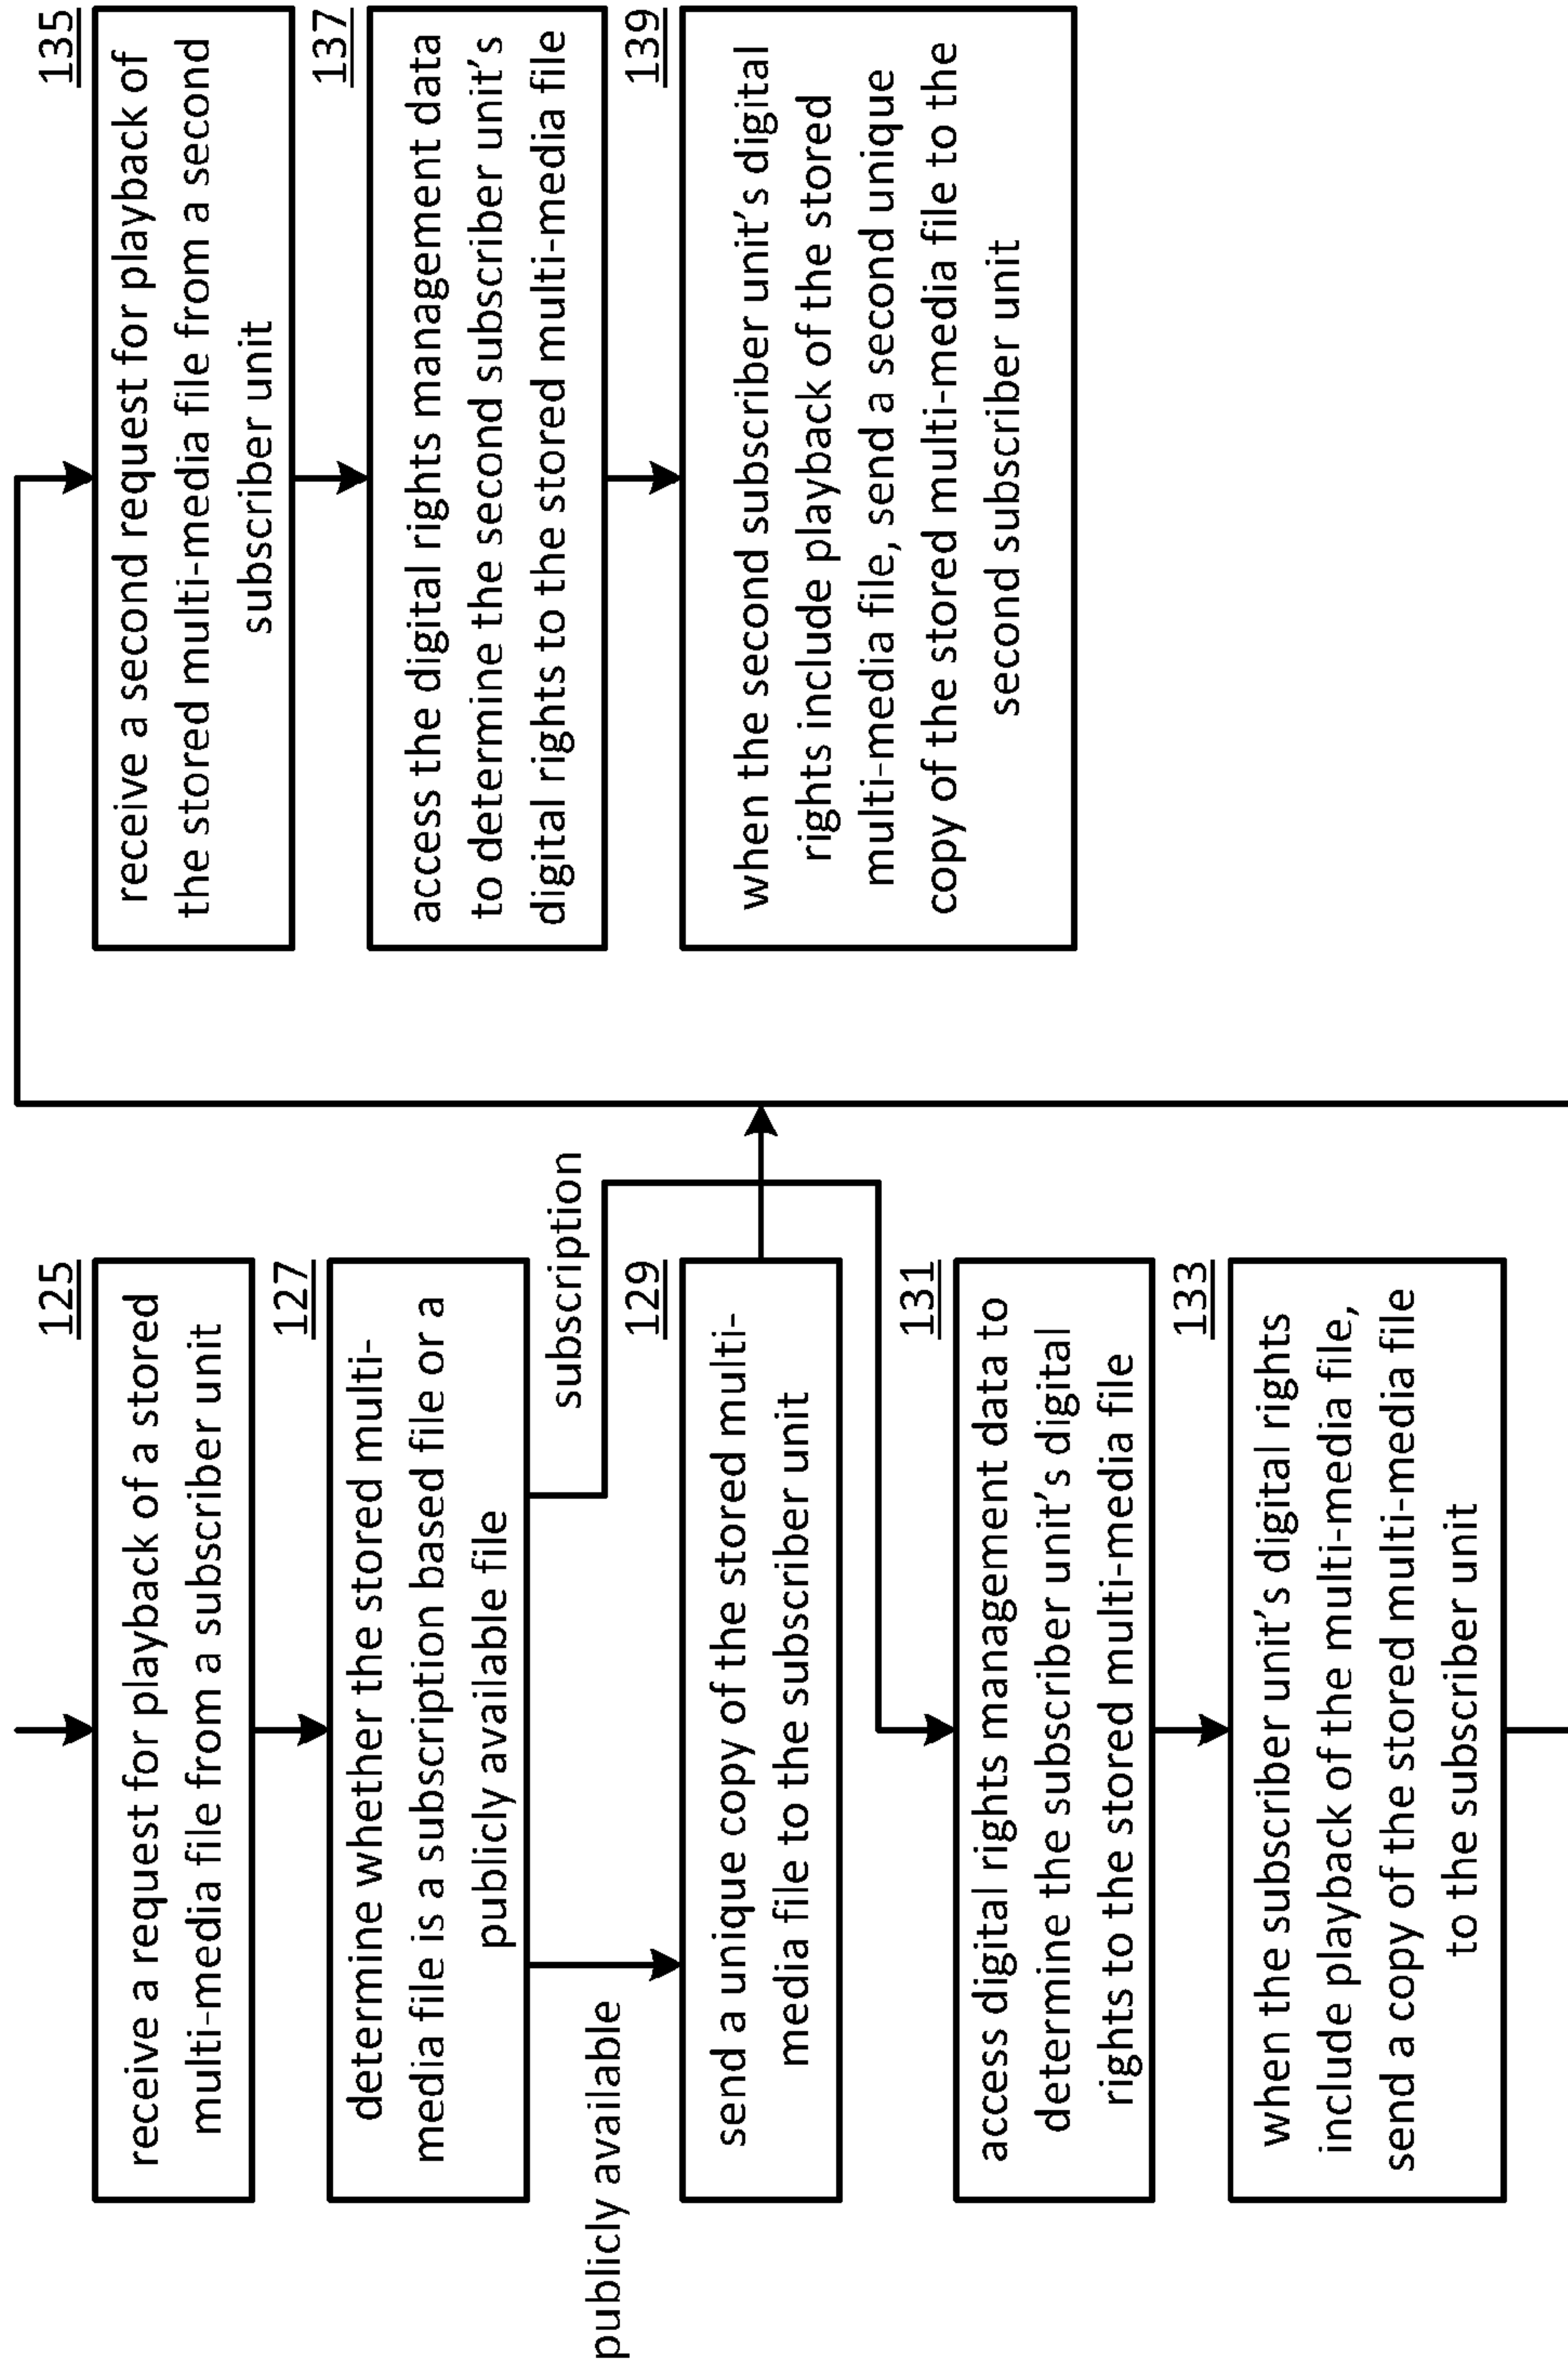 125
receive a request for playback of a stored
multi-media file from a subscriber unit
127
determine whether the stored multi-
media file is a subscription based file or a
publicly available file
publicly available
subscription
129
send a unique copy of the stored multi-
media file to the subscriber unit
131
access digital rights management data to
determine the subscriber unit's digital
rights to the stored multi-media file
133
when the subscriber unit's digital rights
include playback of the multi-media file,
send a copy of the stored multi-media file
to the subscriber unit
135
receive a second request for playback of
the stored multi-media file from a second
subscriber unit
137
access the digital rights management data
to determine the second subscriber unit's
digital rights to the stored multi-media file
139
when the second subscriber unit's digital
rights include playback of the stored
multi-media file, send a second unique
copy of the stored multi-media file to the
second subscriber unit